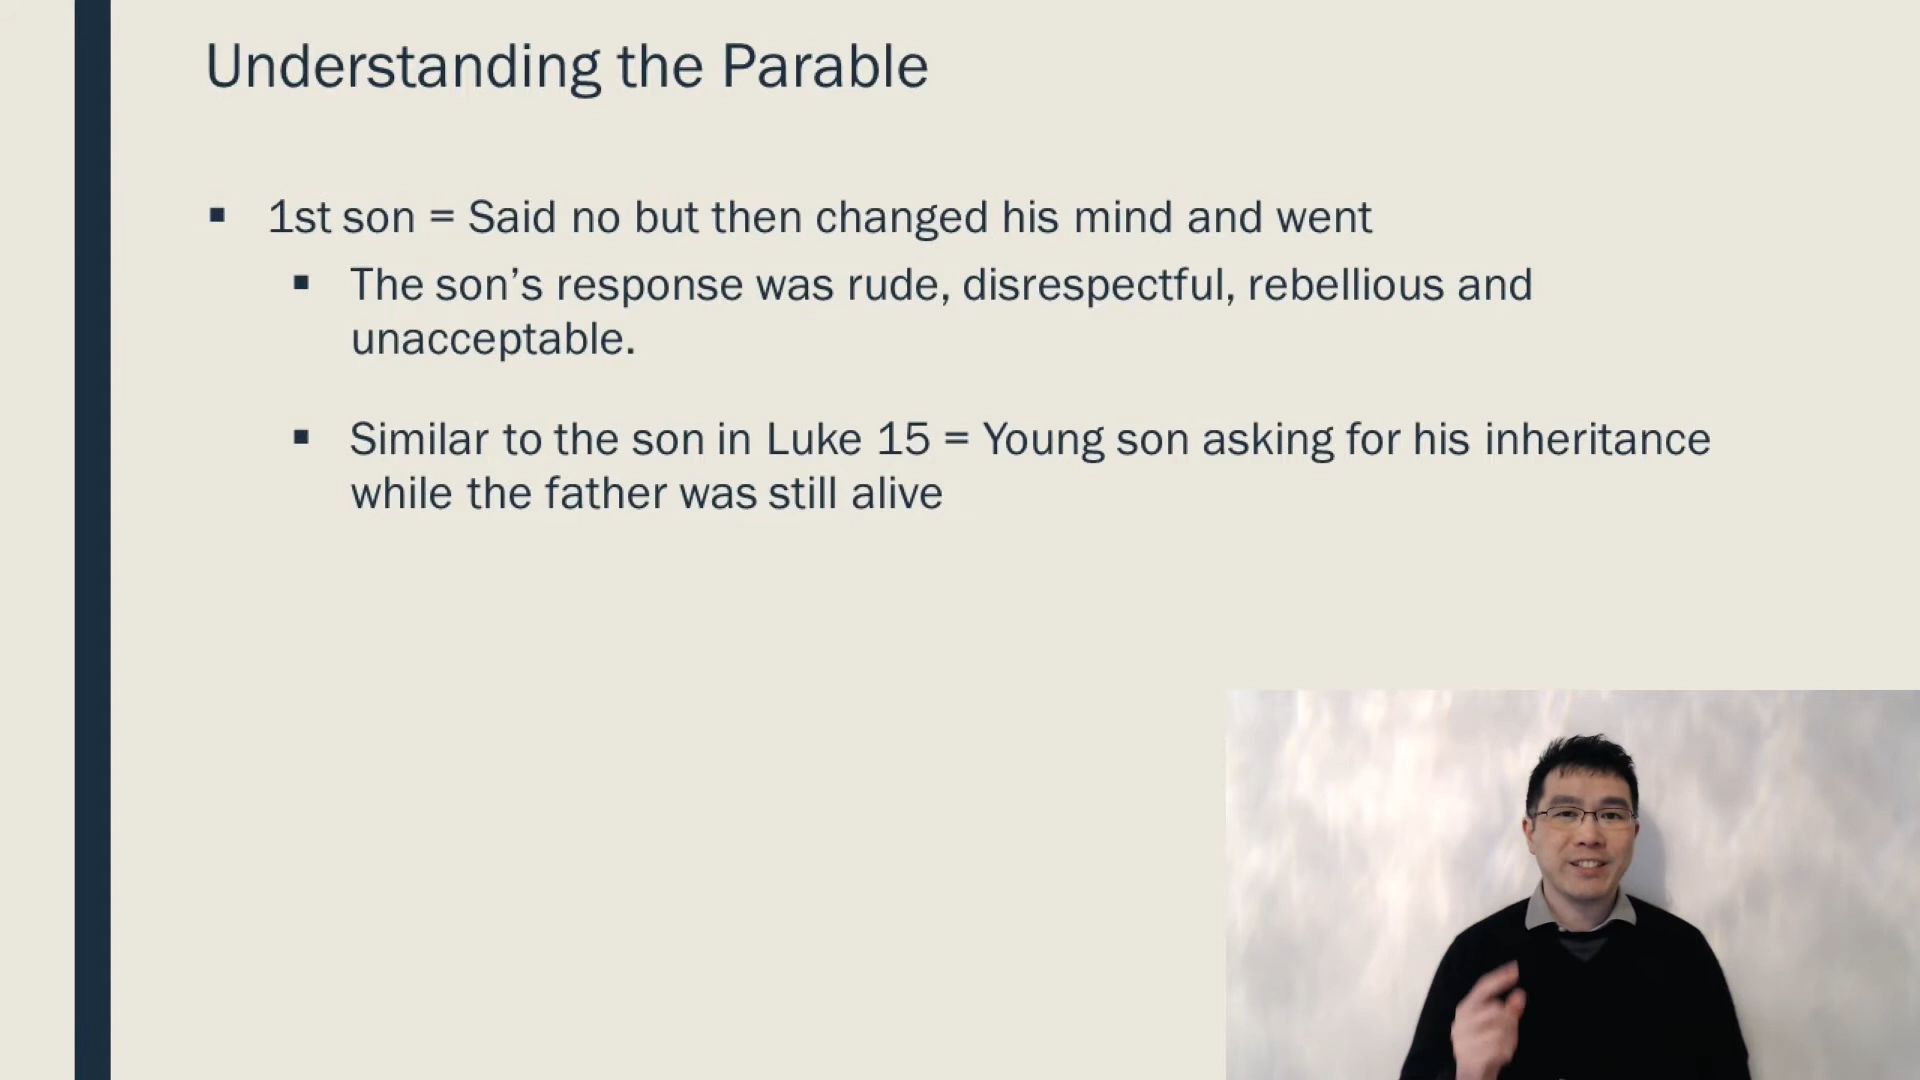 Understanding the Parable
▪ 1st son = Said no but then changed his mind and went
▪ The son’s response was rude, disrespectful, rebellious and
unacceptable.
▪ Similar to the son in Luke 15 = Young son asking for his inheritance
while the father was still alive